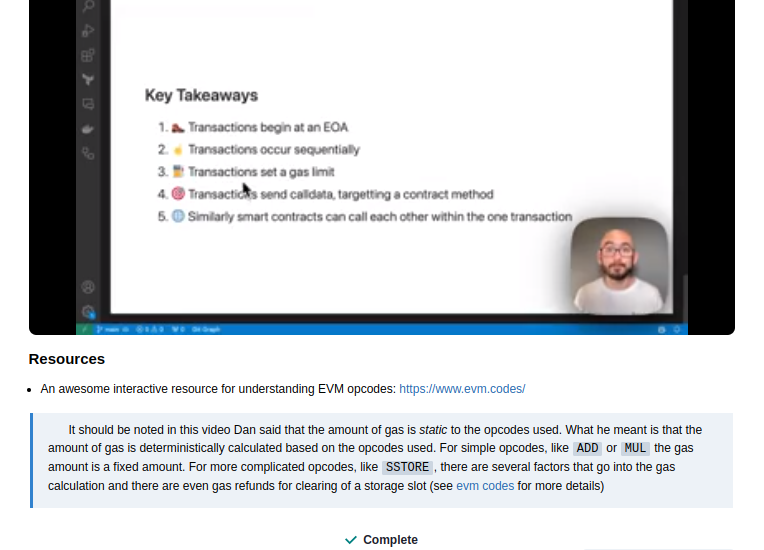 Key Takeaways
1. Transactions begin at an EOA
2. Transactions occur sequentially
3. Transactions set a gas limit
4. Transactions send calldata, targetting a contract method
5. Similarly smart contracts can call each other within the one transaction
main
Git Graph
Resources
An awesome interactive resource for understanding EVM opcodes: https://www.evm.codes/
It should be noted in this video Dan said that the amount of gas is static to the opcodes used. What he meant is that the
amount of gas is deterministically calculated based on the opcodes used. For simple opcodes, like ADD or MUL the gas
amount is a fixed amount. For more complicated opcodes, like SSTORE, there are several factors that go into the gas
calculation and there are even gas refunds for clearing of a storage slot (see evm codes for more details)
Complete